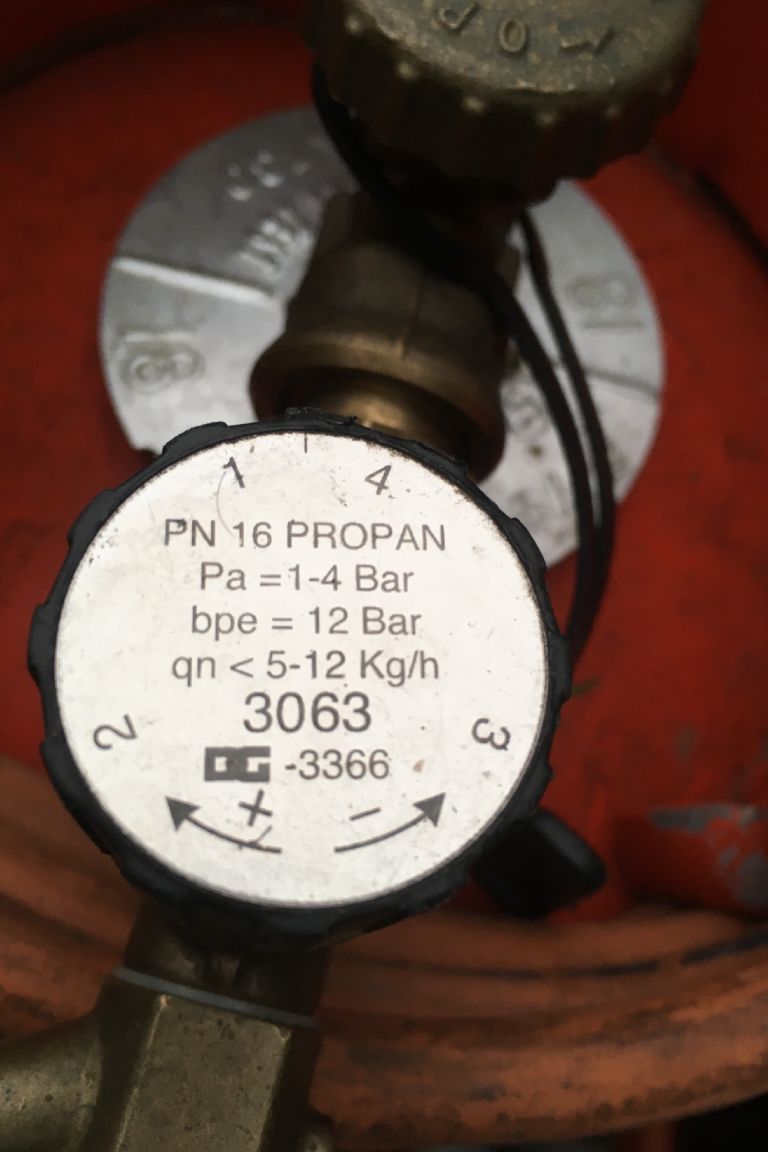 1 4
PN 16 PROPAN
Pa = 1-4 Bar
bpe = 12 Bar
qn < 5-12 Kg/h
3063
2 3
DG -3366
+ -